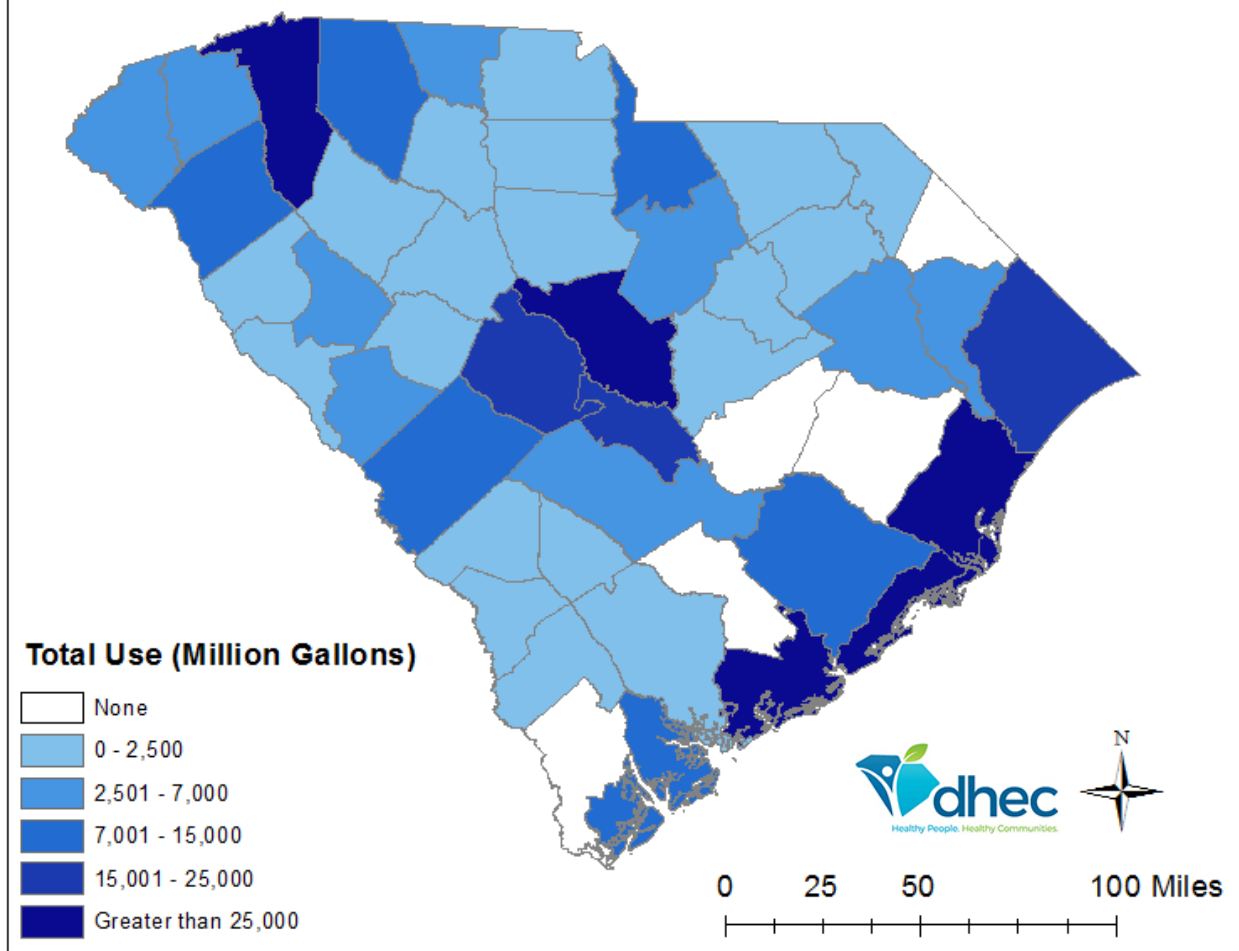 Total Use (Million Gallons)
None
0 - 2,500
2,501 - 7,000
7,001 - 15,000
15,001 - 25,000
Greater than 25,000
dhec
Healthy People. Healthy Communities.
N
0 25 50 100 Miles